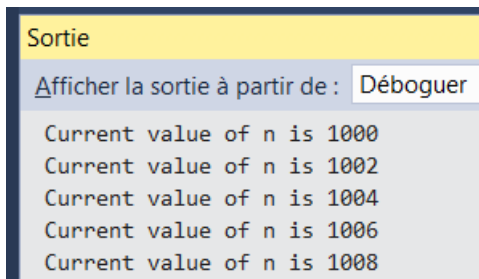 Sortie
Afficher la sortie à partir de : Déboguer
Current value of n is 1000
Current value of n is 1002
Current value of n is 1004
Current value of n is 1006
Current value of n is 1008